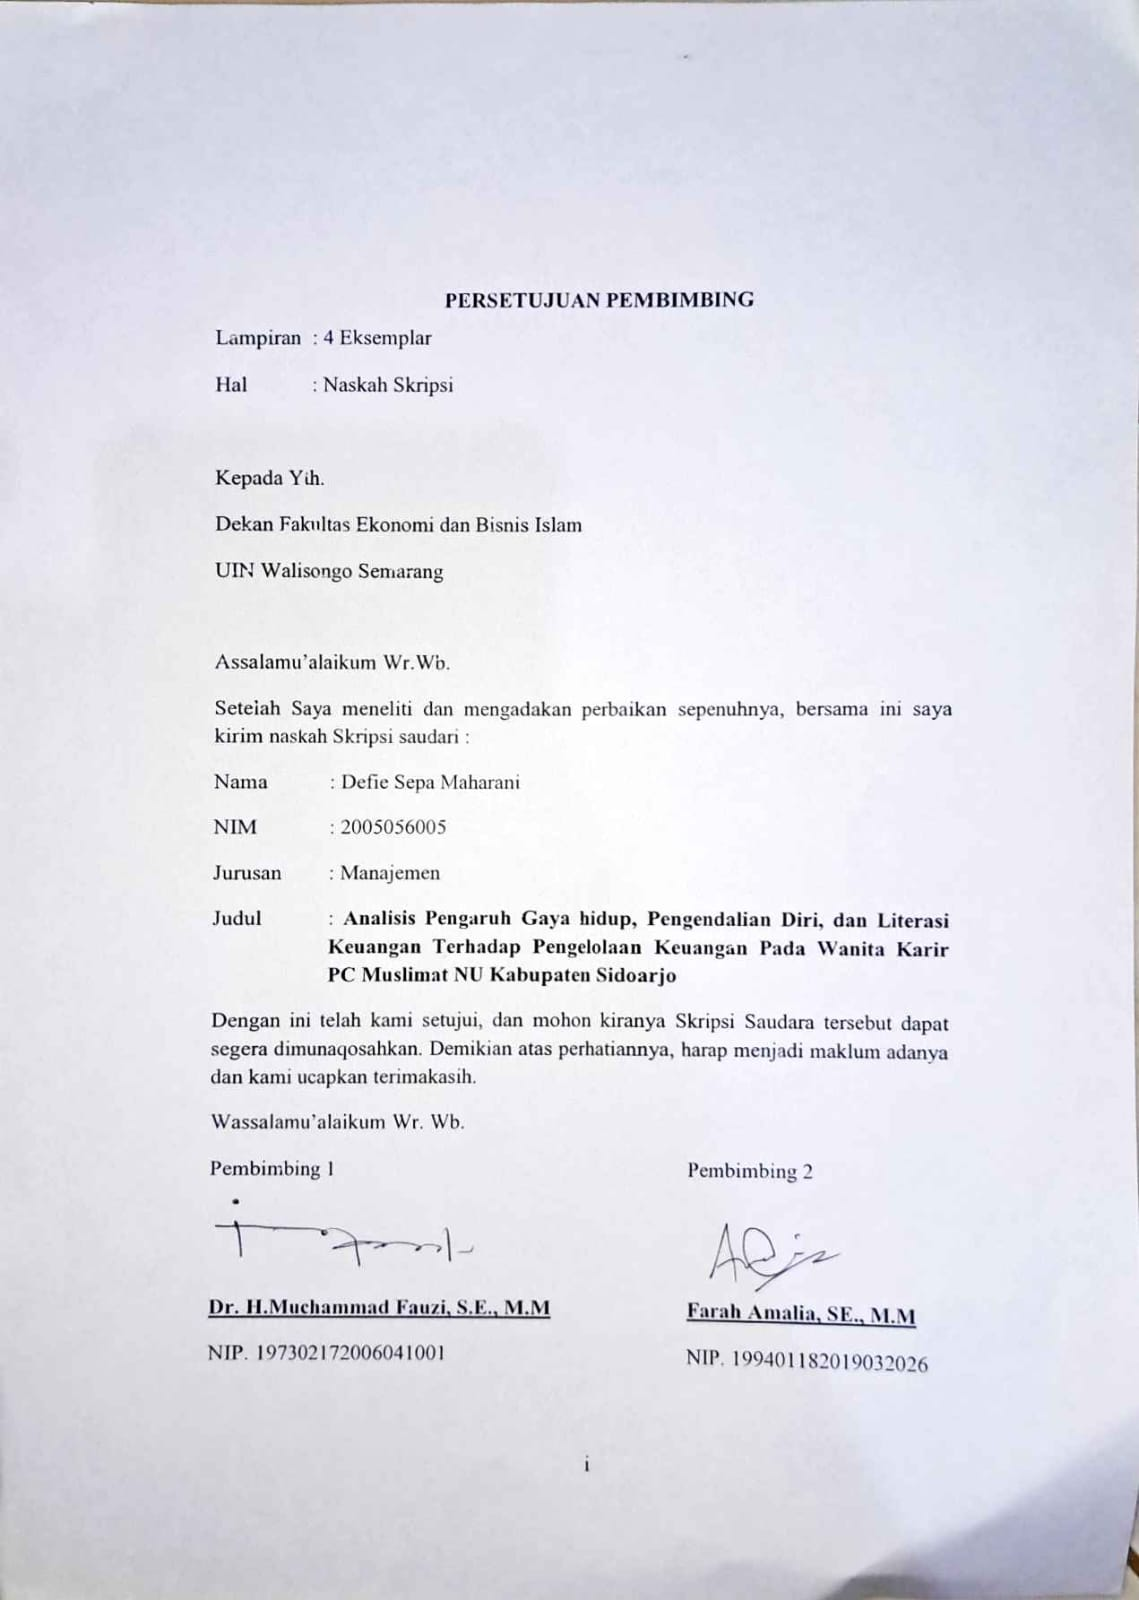 PERSETUJUAN PEMBIMBING
Lampiran : 4 Eksemplar
Hal : Naskah Skripsi
Kepada Yth.
Dekan Fakultas Ekonomi dan Bisnis Islam
UIN Walisongo Semarang
Assalamu’alaikum Wr.Wb.
Setelah Saya meneliti dan mengadakan perbaikan sepenuhnya, bersama ini saya
kirim naskah Skripsi saudari :
Nama : Defie Sepa Maharani
NIM : 2005056005
Jurusan : Manajemen
Judul : Analisis Pengaruh Gaya hidup, Pengendalian Diri, dan Literasi
Keuangan Terhadap Pengelolaan Keuangan Pada Wanita Karir
PC Muslimat NU Kabupaten Sidoarjo
Dengan ini telah kami setujui, dan mohon kiranya Skripsi Saudara tersebut dapat
segera dimunaqosahkan. Demikian atas perhatiannya, harap menjadi maklum adanya
dan kami ucapkan terimakasih.
Wassalamu’alaikum Wr. Wb.
Pembimbing 1 Pembimbing 2
Dr. H.Muchammad Fauzi, S.E., M.M Farah Amalia, SE., M.M
NIP. 197302172006041001 NIP. 199401182019032026
i